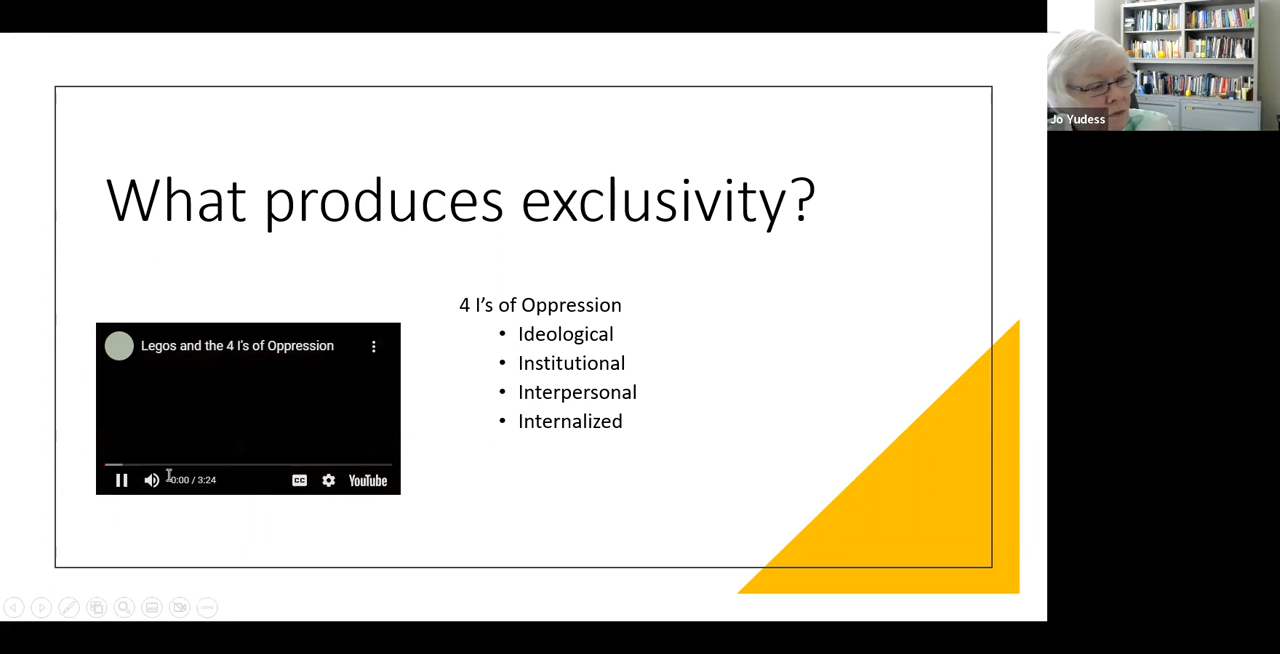 What produces exclusivity?
4 I’s of Oppression
• Ideological
• Institutional
• Interpersonal
• Internalized
Legos and the 4 I's of Oppression
0:00 / 3:24
CC
YouTube
Jo Yudess